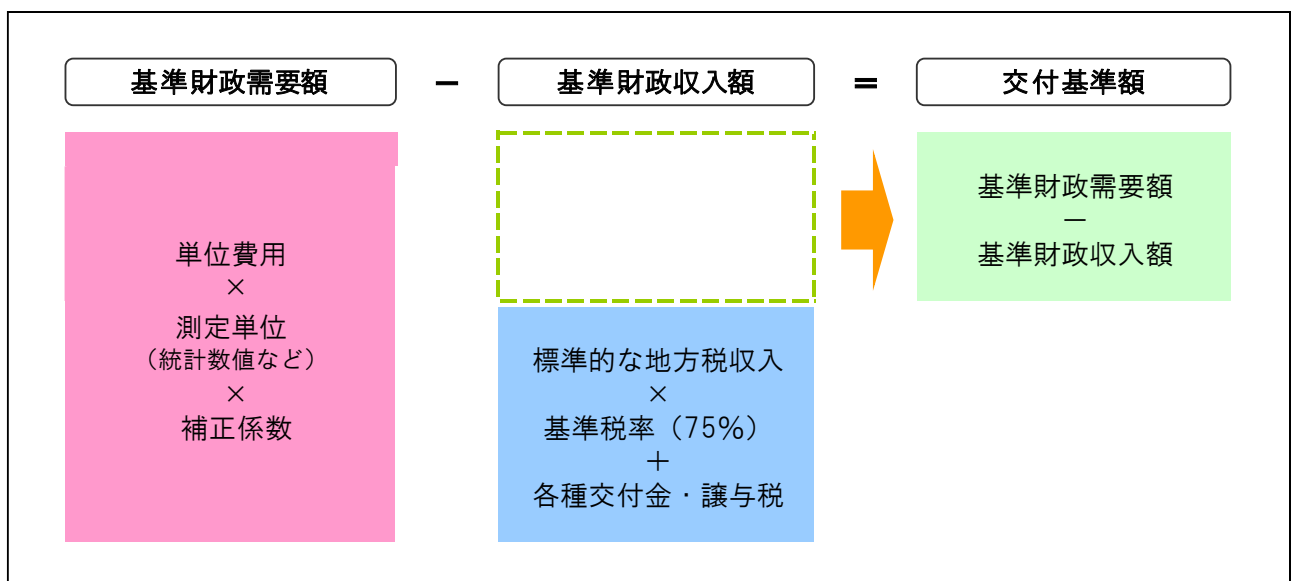 基準財政需要額 － 基準財政収入額 ＝ 交付基準額
単位費用
×
測定単位
（統計数値など）
×
補正係数
標準的な地方税収入
×
基準税率（75％）
＋
各種交付金・譲与税
基準財政需要額
－
基準財政収入額